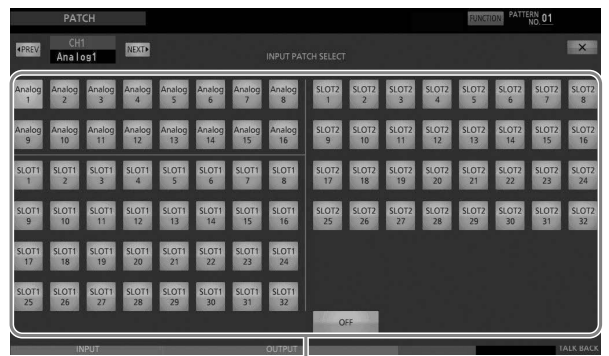 PATCH
FUNCTION PATTERN NO. 01
PREV CH1 NEXT
Analog1
INPUT PATCH SELECT
Analog 1 Analog 2 Analog 3 Analog 4 Analog 5 Analog 6 Analog 7 Analog 8 SLOT2 1 SLOT2 2 SLOT2 3 SLOT2 4 SLOT2 5 SLOT2 6 SLOT2 7 SLOT2 8
Analog 9 Analog 10 Analog 11 Analog 12 Analog 13 Analog 14 Analog 15 Analog 16 SLOT2 9 SLOT2 10 SLOT2 11 SLOT2 12 SLOT2 13 SLOT2 14 SLOT2 15 SLOT2 16
SLOT1 1 SLOT1 2 SLOT1 3 SLOT1 4 SLOT1 5 SLOT1 6 SLOT1 7 SLOT1 8 SLOT2 17 SLOT2 18 SLOT2 19 SLOT2 20 SLOT2 21 SLOT2 22 SLOT2 23 SLOT2 24
SLOT1 9 SLOT1 10 SLOT1 11 SLOT1 12 SLOT1 13 SLOT1 14 SLOT1 15 SLOT1 16 SLOT2 25 SLOT2 26 SLOT2 27 SLOT2 28 SLOT2 29 SLOT2 30 SLOT2 31 SLOT2 32
SLOT1 17 SLOT1 18 SLOT1 19 SLOT1 20 SLOT1 21 SLOT1 22 SLOT1 23 SLOT1 24
SLOT1 25 SLOT1 26 SLOT1 27 SLOT1 28 SLOT1 29 SLOT1 30 SLOT1 31 SLOT1 32
OFF
INPUT OUTPUT TALK BACK